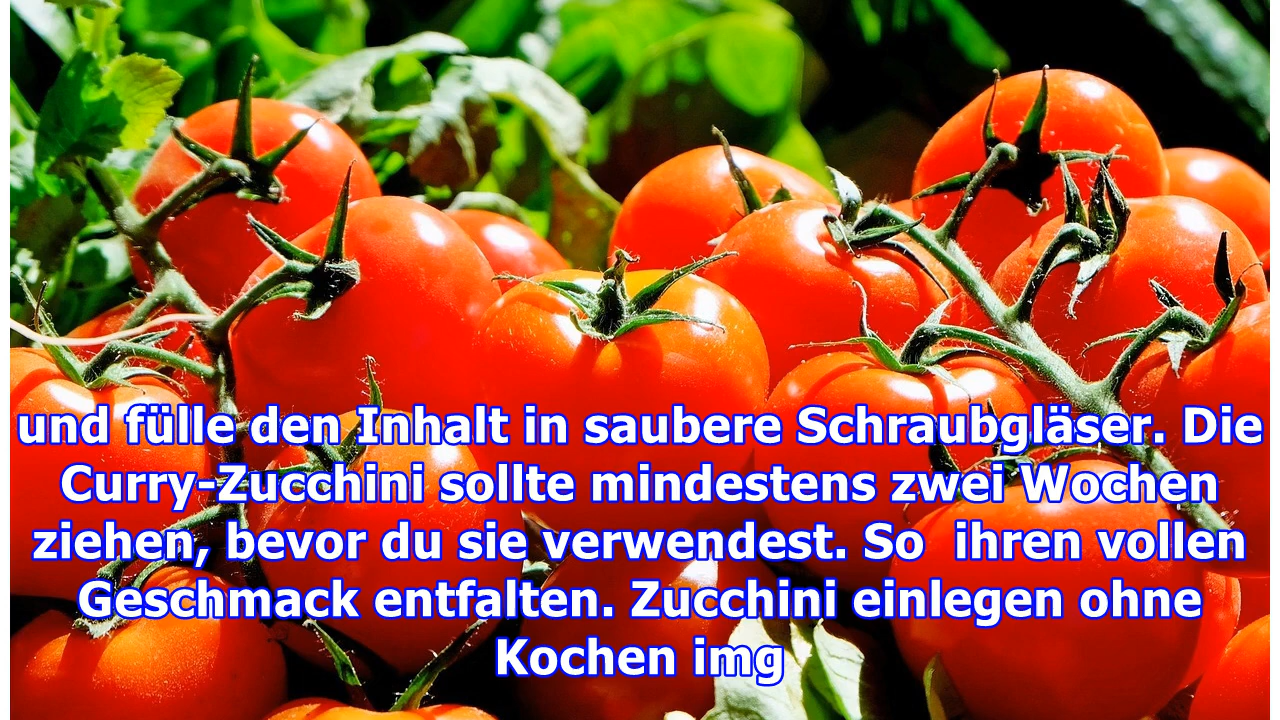 und fülle den Inhalt in saubere Schraubgläser. Die
Curry-Zucchini sollte mindestens zwei Wochen
ziehen, bevor du sie verwendest. So  ihren vollen
Geschmack entfalten. Zucchini einlegen ohne
Kochen img